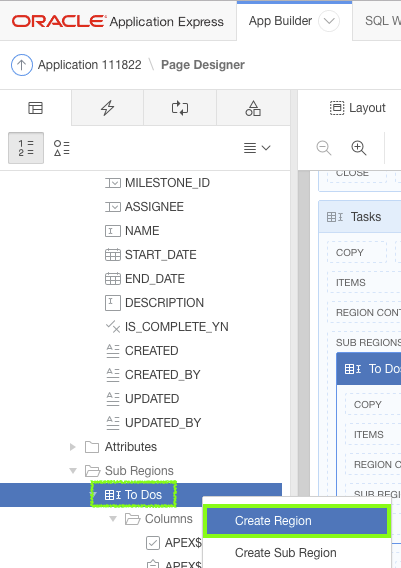 ORACLE Application Express
App Builder
SQL W
Application 111822 \ Page Designer
Layout
MILESTONE_ID
ASSIGNEE
NAME
START_DATE
END_DATE
DESCRIPTION
IS_COMPLETE_YN
CREATED
CREATED_BY
UPDATED
UPDATED_BY
Attributes
Sub Regions
To Dos
Columns
APEX$
APEX$
CLOSE
Tasks
COPY
ITEMS
REGION CONT
SUB REGIONS
To Dos
COPY
ITEMS
REGION C
SUB REGI
Create Region
Create Sub Region